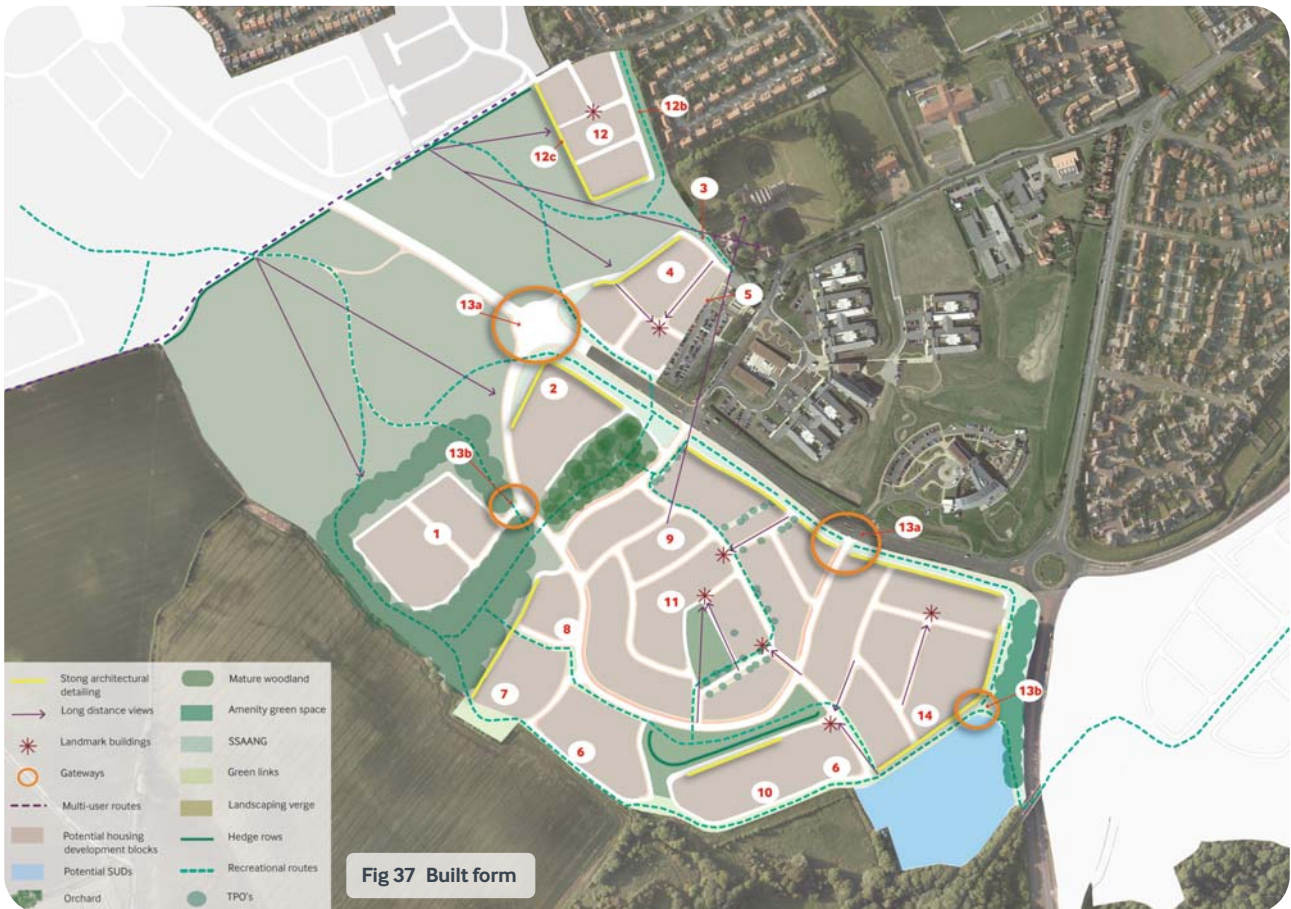 12b
12
12c
3
4
5
13a
2
13b
1
9
13a
11
8
7
6
13b
14
6
10
Stong architectural
detailing
Long distance views
Landmark buildings
Gateways
Multi-user routes
Potential housing
development blocks
Potential SUDs
Orchard
Mature woodland
Amenity green space
SSAANG
Green links
Landscaping verge
Hedge rows
Recreational routes
TPO's
Fig 37 Built form